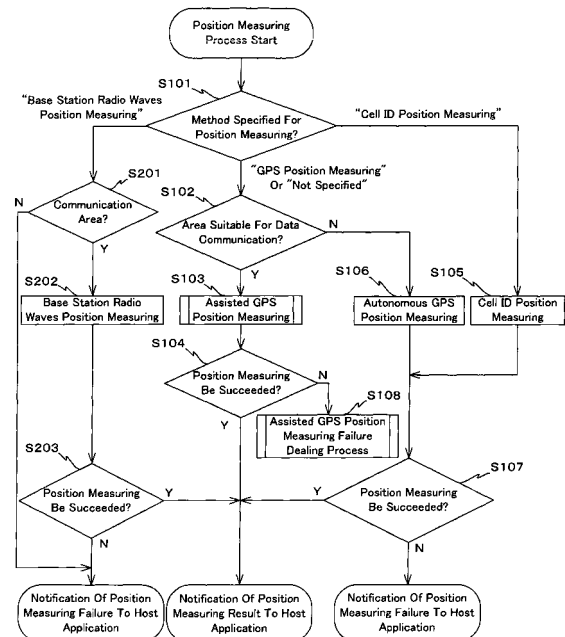 Position Measuring
Process Start
S101
"Base Station Radio Waves
Position Measuring"
Method Specified For
Position Measuring?
"Cell ID Position Measuring"
"GPS Position Measuring"
Or "Not Specified"
S201
N
Communication
Area?
Y
S102
Area Suitable For Data
Communication?
N
Y
S202
Base Station Radio
Waves Position Measuring
S103
Assisted GPS
Position Measuring
S106
Autonomous GPS
Position Measuring
S105
Cell ID Position
Measuring
S104
Position Measuring
Be Succeeded?
N
Y
S108
Assisted GPS Position
Measuring Failure
Dealing Process
S203
Position Measuring
Be Succeeded?
Y
N
S107
Y
Position Measuring
Be Succeeded?
N
Notification Of Position
Measuring Failure To Host
Application
Notification Of Position
Measuring Result To Host
Application
Notification Of Position
Measuring Failure To Host
Application